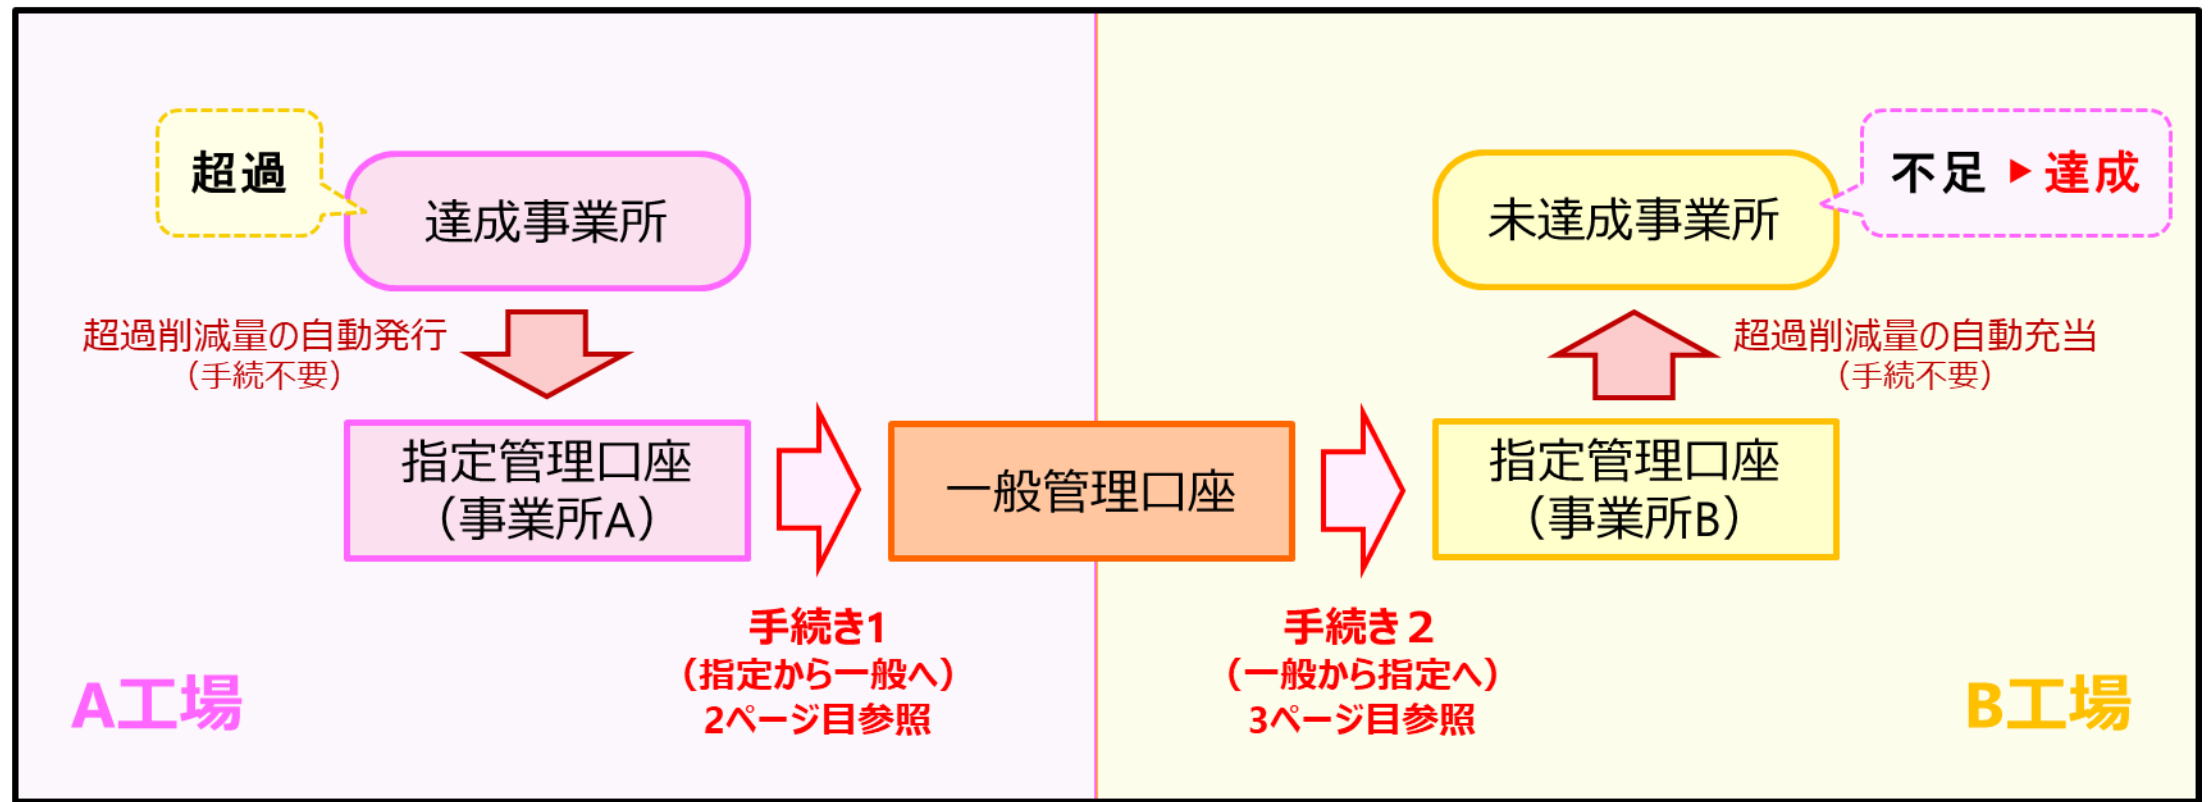 超過
達成事業所
超過削減量の自動発行
（手続不要）
指定管理口座
（事業所A）
手続き1
（指定から一般へ）
2ページ目参照
A工場
一般管理口座
不足 ▶ 達成
未達成事業所
超過削減量の自動充当
（手続不要）
指定管理口座
（事業所B）
手続き２
（一般から指定へ）
3ページ目参照
B工場